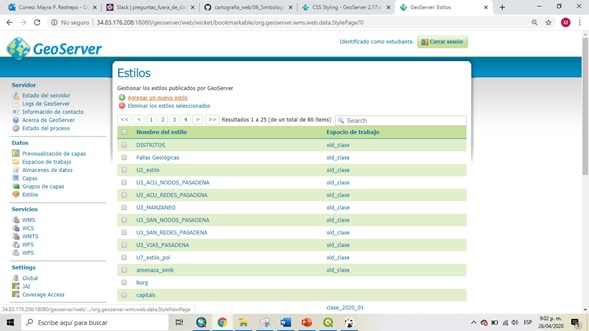 Correo: Maya P. Restrepo - C
Slack | preguntas_fuera_de_cl
cartografia_web/06_Simbolog
CSS Styling - GeoServer 2.17.
GeoServer: Estilos
No seguro | 34.83.176.208:18080/geoserver/web/wicket/bookmarkable/org.geoserver.wms.web.data.StylePage?0
M
GeoServer
Identificado como estudiante.
Cerrar sesión
Servidor
Estado del servidor
Logs de GeoServer
Información de contacto
Acerca de GeoServer
Estado del proceso
Datos
Previsualización de capas
Espacios de trabajo
Almacenes de datos
Capas
Grupos de capas
Estilos
Servicios
WMS
WCS
WMTS
WFS
WPS
Settings
Global
JAI
Coverage Access
Estilos
Gestionar los estilos publicados por GeoServer
Agregar un nuevo estilo
Eliminar los estilos seleccionados
<< < 1 2 3 4 > >> Resultados 1 a 25 (de un total de 86 ítems) Search
Nombre del estilo Espacio de trabajo
DISTRITOS old_clase
Fallas Geológicas old_clase
U2_estilo old_clase
U3_ACU_NODOS_PASADENA old_clase
U3_ACU_REDES_PASADENA old_clase
U3_MANZANEO old_clase
U3_SAN_NODOS_PASADENA old_clase
U3_SAN_REDES_PASADENA old_clase
U3_VIAS_PASADENA old_clase
U7_estilo_pol old_clase
amenaza_simb old_clase
burg
capitals
clase_2020_01
34.83.176.208:18080/geoserver/web/.../org.geoserver.wms.web.data.StyleNewPage
Escribe aquí para buscar
ESP
9:02 p. m.
26/04/2020